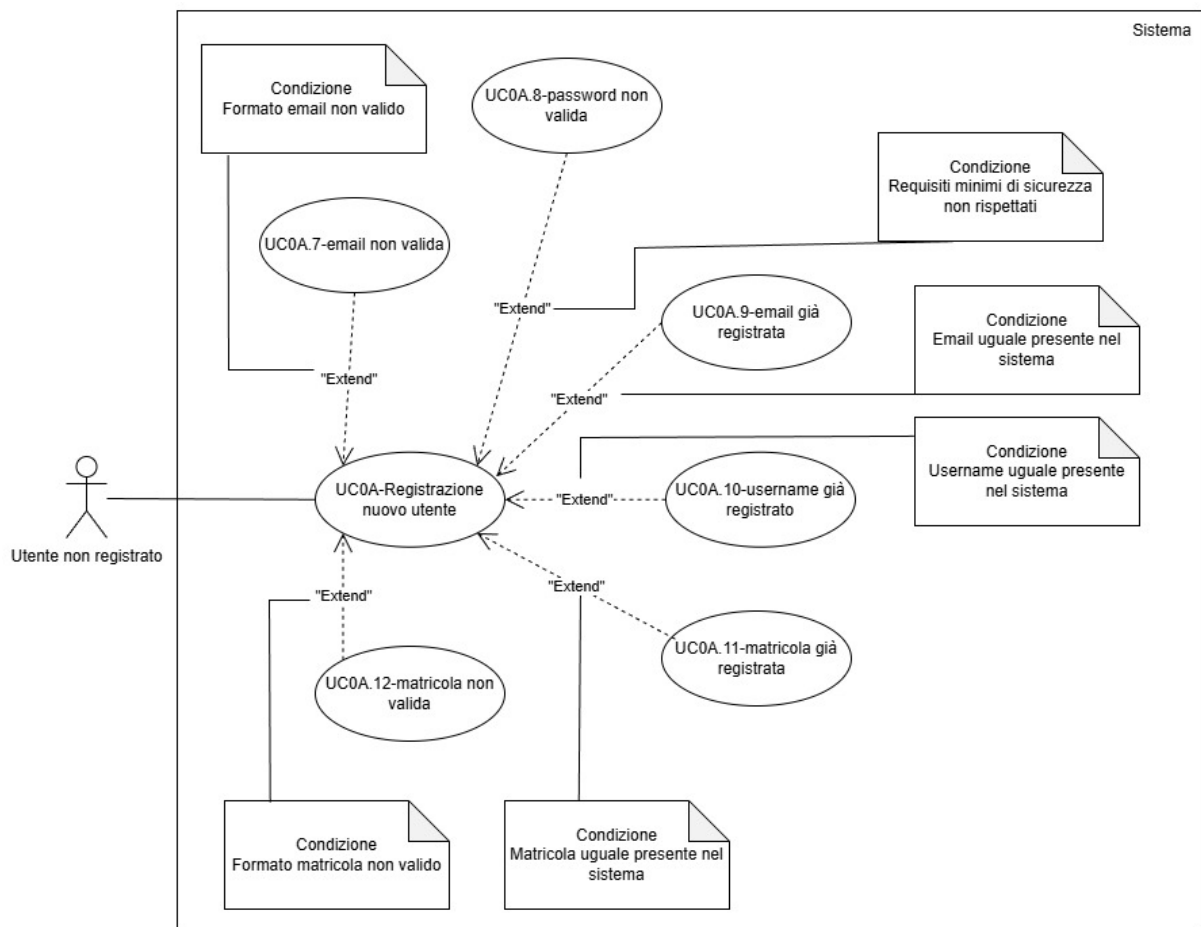 Sistema
Condizione
Formato email non valido
UC0A.8-password non
valida
Condizione
Requisiti minimi di sicurezza
non rispettati
UC0A.7-email non valida
"Extend"
UC0A.9-email già
registrata
Condizione
Email uguale presente nel
sistema
"Extend"
"Extend"
Condizione
Username uguale presente
nel sistema
UC0A-Registrazione
nuovo utente
"Extend"
UC0A.10-username già
registrato
Utente non registrato
"Extend"
"Extend"
UC0A.11-matricola già
registrata
UC0A.12-matricola non
valida
Condizione
Formato matricola non valido
Condizione
Matricola uguale presente nel
sistema